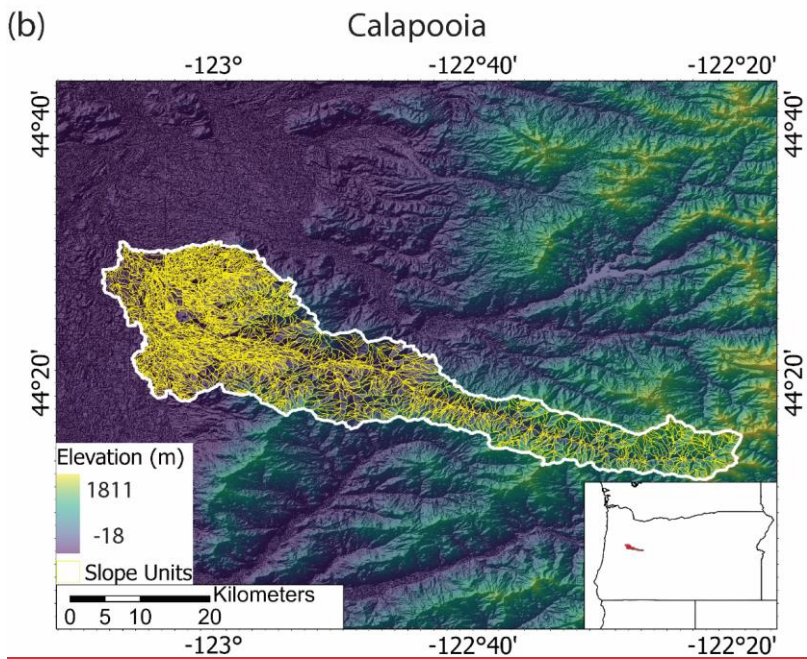 (b)
Calapooia
-123° -122°40' -122°20'
44°40' 44°40'
44°20' 44°20'
Elevation (m)
1811
-18
Slope Units
Kilometers
0 5 10 20
-123° -122°40' -122°20'